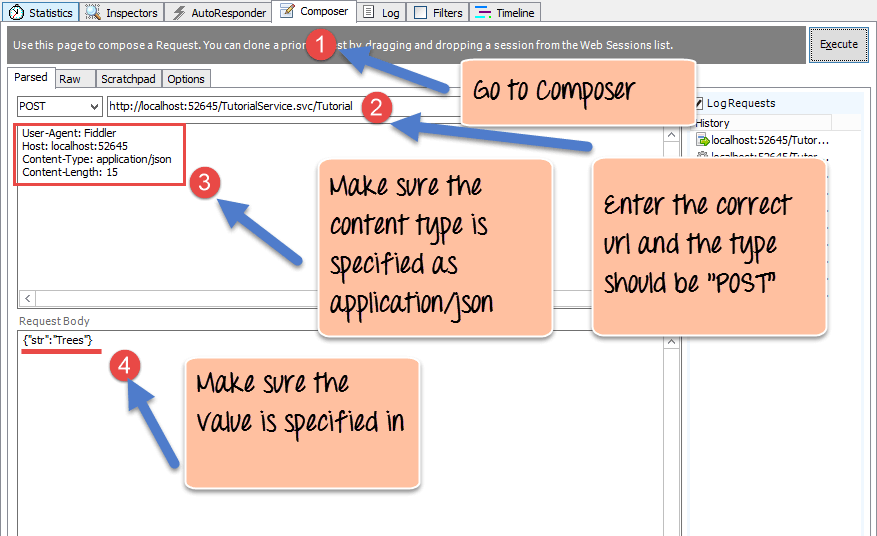 Statistics Inspectors AutoResponder Composer Log Filters Timeline
Use this page to compose a Request. You can clone a prior st by dragging and dropping a session from the Web Sessions list.
1
Execute
Parsed Raw Scratchpad Options
Go to Composer
Log Requests
POST http://localhost:52645/TutorialService.svc/Tutorial
2
History
User-Agent: Fiddler
Host: localhost:52645
Content-Type: application/json
Content-Length: 15
localhost:52645/Tutor...
localhost:52645/Tutor...
3
Make sure the
content type is
specified as
application/json
Enter the correct
url and the type
should be "POST"
Request Body
{"str":"Trees"}
4
Make sure the
value is specified in